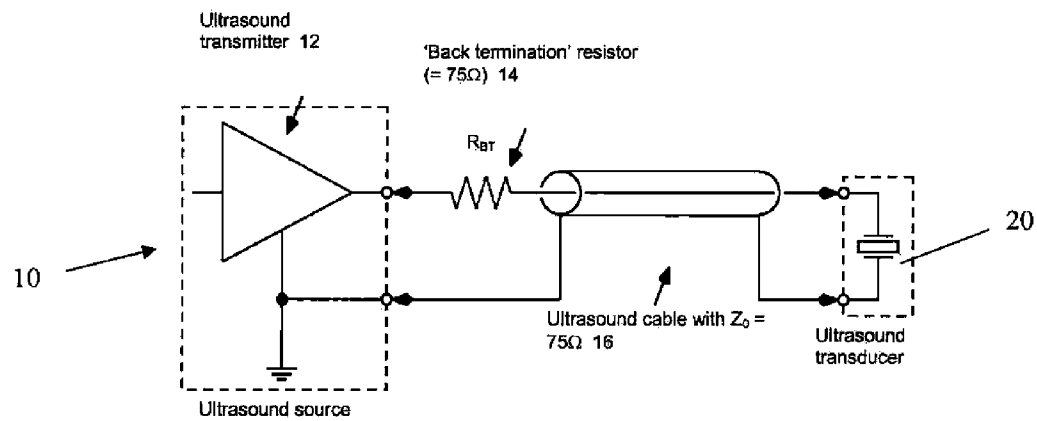 Ultrasound
transmitter 12
'Back termination' resistor
(= 75Ω) 14
R_BT
20
10
Ultrasound cable with Z₀ =
75Ω 16
Ultrasound
transducer
Ultrasound source